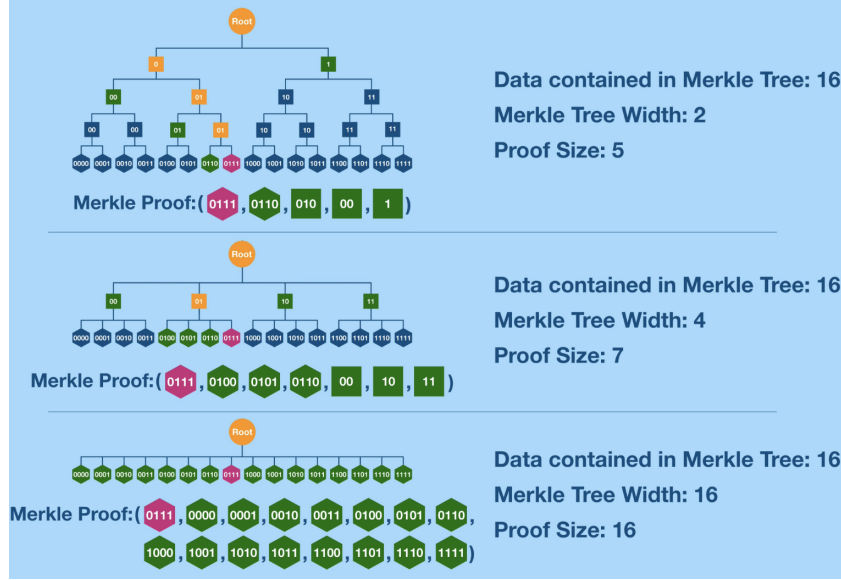 Root
0 1
00 01 10 11
00 00 01 01 10 10 11 11
0000 0001 0010 0011 0100 0101 0110 0111 1000 1001 1010 1011 1100 1101 1110 1111
Merkle Proof:(0111,0110,010,00,1)
Data contained in Merkle Tree: 16
Merkle Tree Width: 2
Proof Size: 5
Root
00 01 10 11
0000 0001 0010 0011 0100 0101 0110 0111 1000 1001 1010 1011 1100 1101 1110 1111
Merkle Proof:(0111,0100,0101,0110,00,10,11)
Data contained in Merkle Tree: 16
Merkle Tree Width: 4
Proof Size: 7
Root
0000 0001 0010 0011 0100 0101 0110 0111 1000 1001 1010 1011 1100 1101 1110 1111
Merkle Proof:(0111,0000,0001,0010,0011,0100,0101,0110,
1000,1001,1010,1011,1100,1101,1110,1111)
Data contained in Merkle Tree: 16
Merkle Tree Width: 16
Proof Size: 16